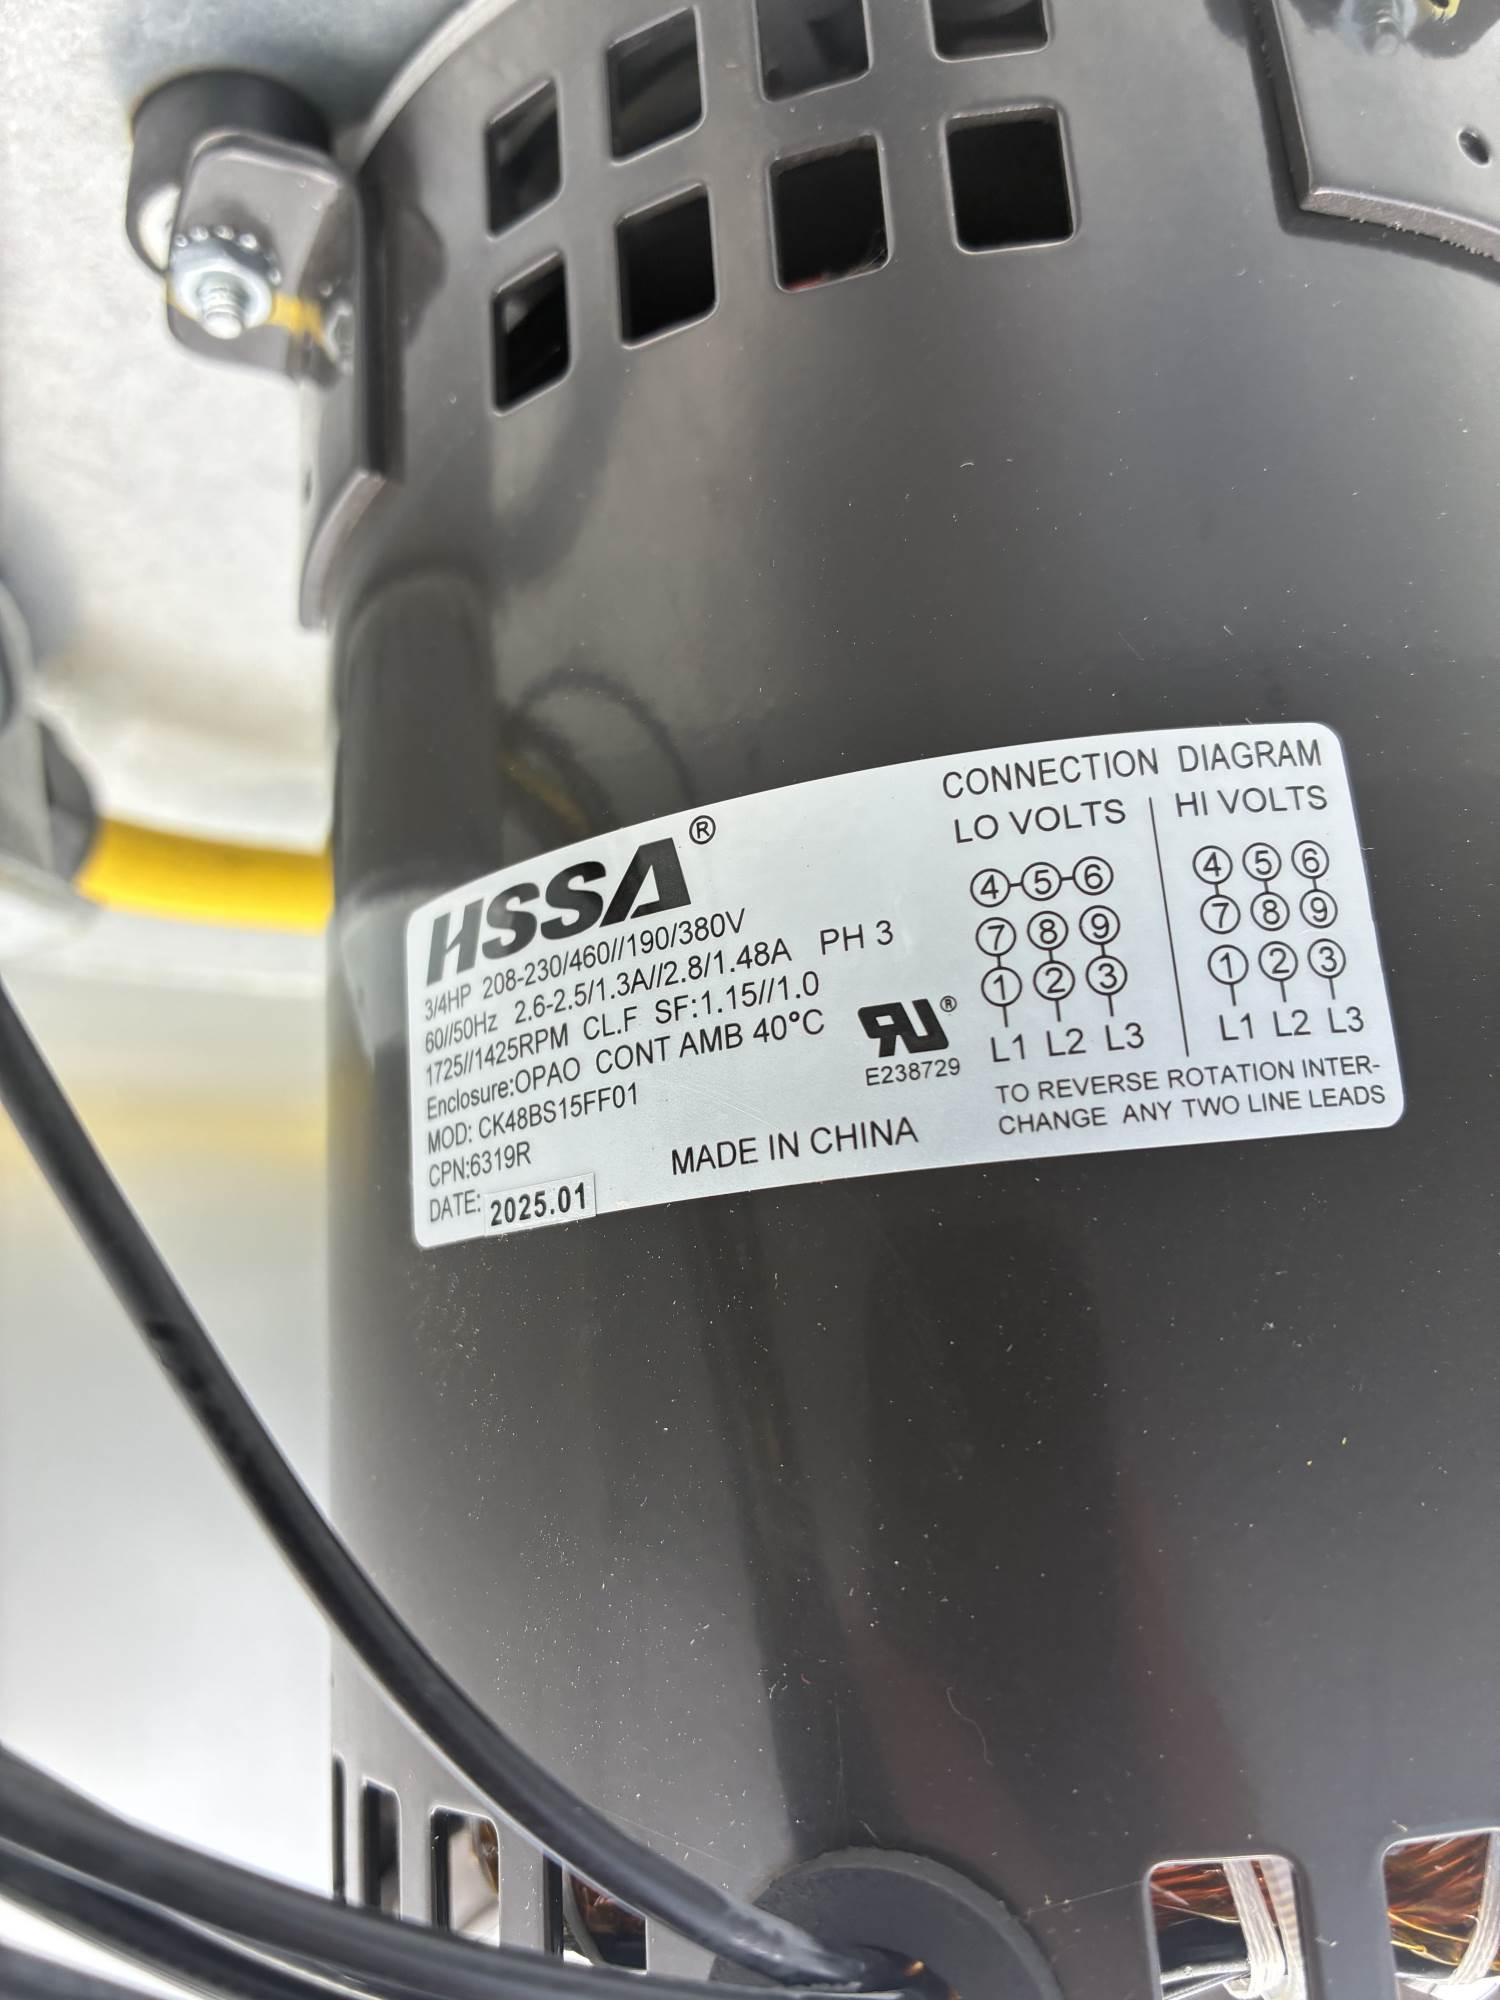 HSSA®
3/4HP 208-230/460//190/380V
60//50Hz 2.6-2.5/1.3A//2.8/1.48A PH 3
1725//1425RPM CL.F SF:1.15//1.0
Enclosure:OPAO CONT AMB 40°C
MOD: CK48BS15FF01
CPN:6319R
DATE: 2025.01
MADE IN CHINA
RU®
E238729
CONNECTION DIAGRAM
LO VOLTS
④-⑤-⑥
⑦ ⑧ ⑨
① ② ③
L1 L2 L3
HI VOLTS
④ ⑤ ⑥
⑦ ⑧ ⑨
① ② ③
L1 L2 L3
TO REVERSE ROTATION INTER-
CHANGE ANY TWO LINE LEADS